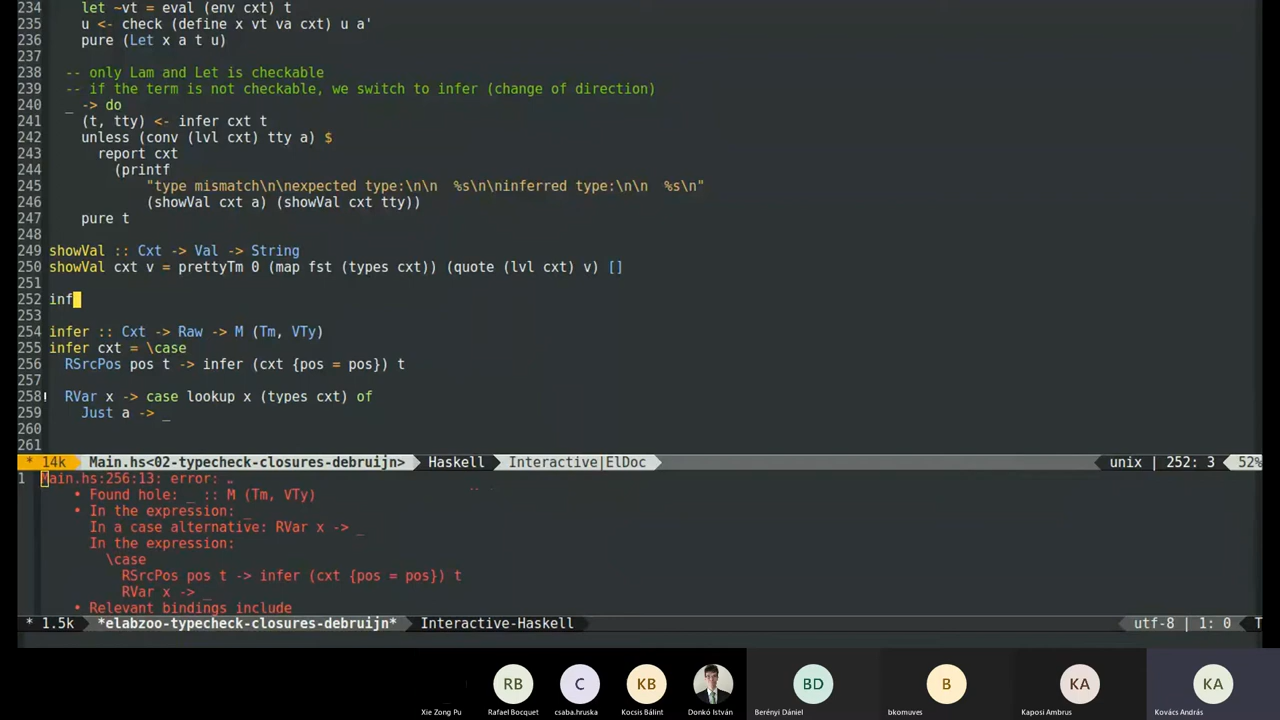 234     let ~vt = eval (env cxt) t
235     u <- check (define x vt va cxt) u a'
236     pure (Let x a t u)
237
238   -- only Lam and Let is checkable
239   -- if the term is not checkable, we switch to infer (change of direction)
240   _ -> do
241     (t, tty) <- infer cxt t
242     unless (conv (lvl cxt) tty a) $
243       report cxt
244         (printf
245             "type mismatch\n\nexpected type:\n\n  %s\n\ninferred type:\n\n  %s\n"
246             (showVal cxt a) (showVal cxt tty))
247     pure t
248
249 showVal :: Cxt -> Val -> String
250 showVal cxt v = prettyTm 0 (map fst (types cxt)) (quote (lvl cxt) v) []
251
252 inf
253
254 infer :: Cxt -> Raw -> M (Tm, VTy)
255 infer cxt = \case
256   RSrcPos pos t -> infer (cxt {pos = pos}) t
257
258!  RVar x -> case lookup x (types cxt) of
259     Just a -> _
260
261
* 14k Main.hs<02-typecheck-closures-debruijn> Haskell Interactive|ElDoc unix | 252: 3 52%
1 Main.hs:256:13: error: …
    • Found hole: _ :: M (Tm, VTy)
    • In the expression: _
      In a case alternative: RVar x -> _
      In the expression:
        \case
          RSrcPos pos t -> infer (cxt {pos = pos}) t
          RVar x -> _
    • Relevant bindings include
* 1.5k *elabzoo-typecheck-closures-debruijn* Interactive-Haskell utf-8 | 1: 0 T
RB C KB BD B KA KA
Xie Zong Pu Rafael Bocquet csaba.hruska Kocsis Bálint Donkó István Berényi Dániel bkomuves Kaposi Ambrus Kovács András